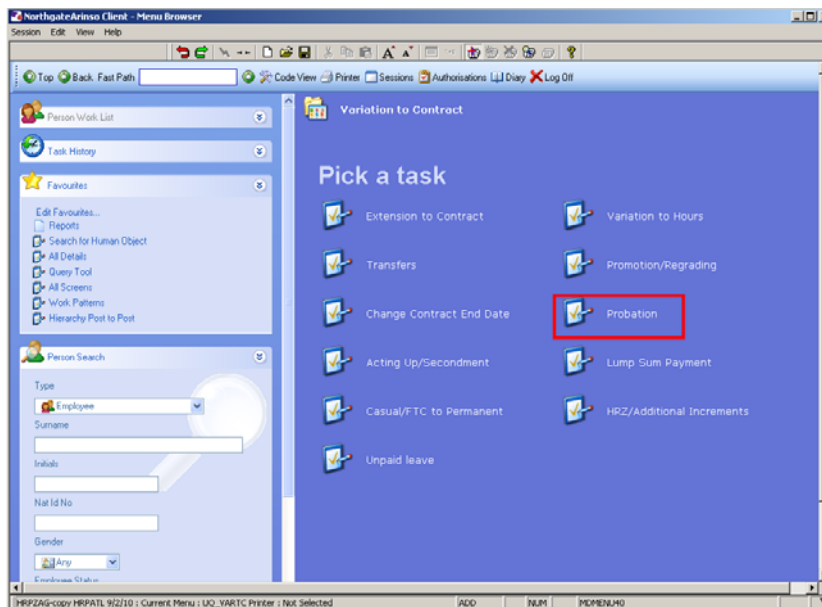 NorthgateArinso Client - Menu Browser
Session Edit View Help
Top Back Fast Path Code View Printer Sessions Authorisations Diary Log Off
Person Work List
Task History
Favourites
Edit Favourites...
Reports
Search for Human Object
All Details
Query Tool
All Screens
Work Patterns
Hierarchy Post to Post
Person Search
Type
Employee
Surname
Initials
Nat Id No
Gender
Any
Employee Status
Variation to Contract
Pick a task
Extension to Contract Variation to Hours
Transfers Promotion/Regrading
Change Contract End Date Probation
Acting Up/Secondment Lump Sum Payment
Casual/FTC to Permanent HRZ/Additional Increments
Unpaid leave
HRPZAG-copy HRPATL 9/2/10 : Current Menu : UQ_VARTC Printer : Not Selected ADD NUM MDMENU40